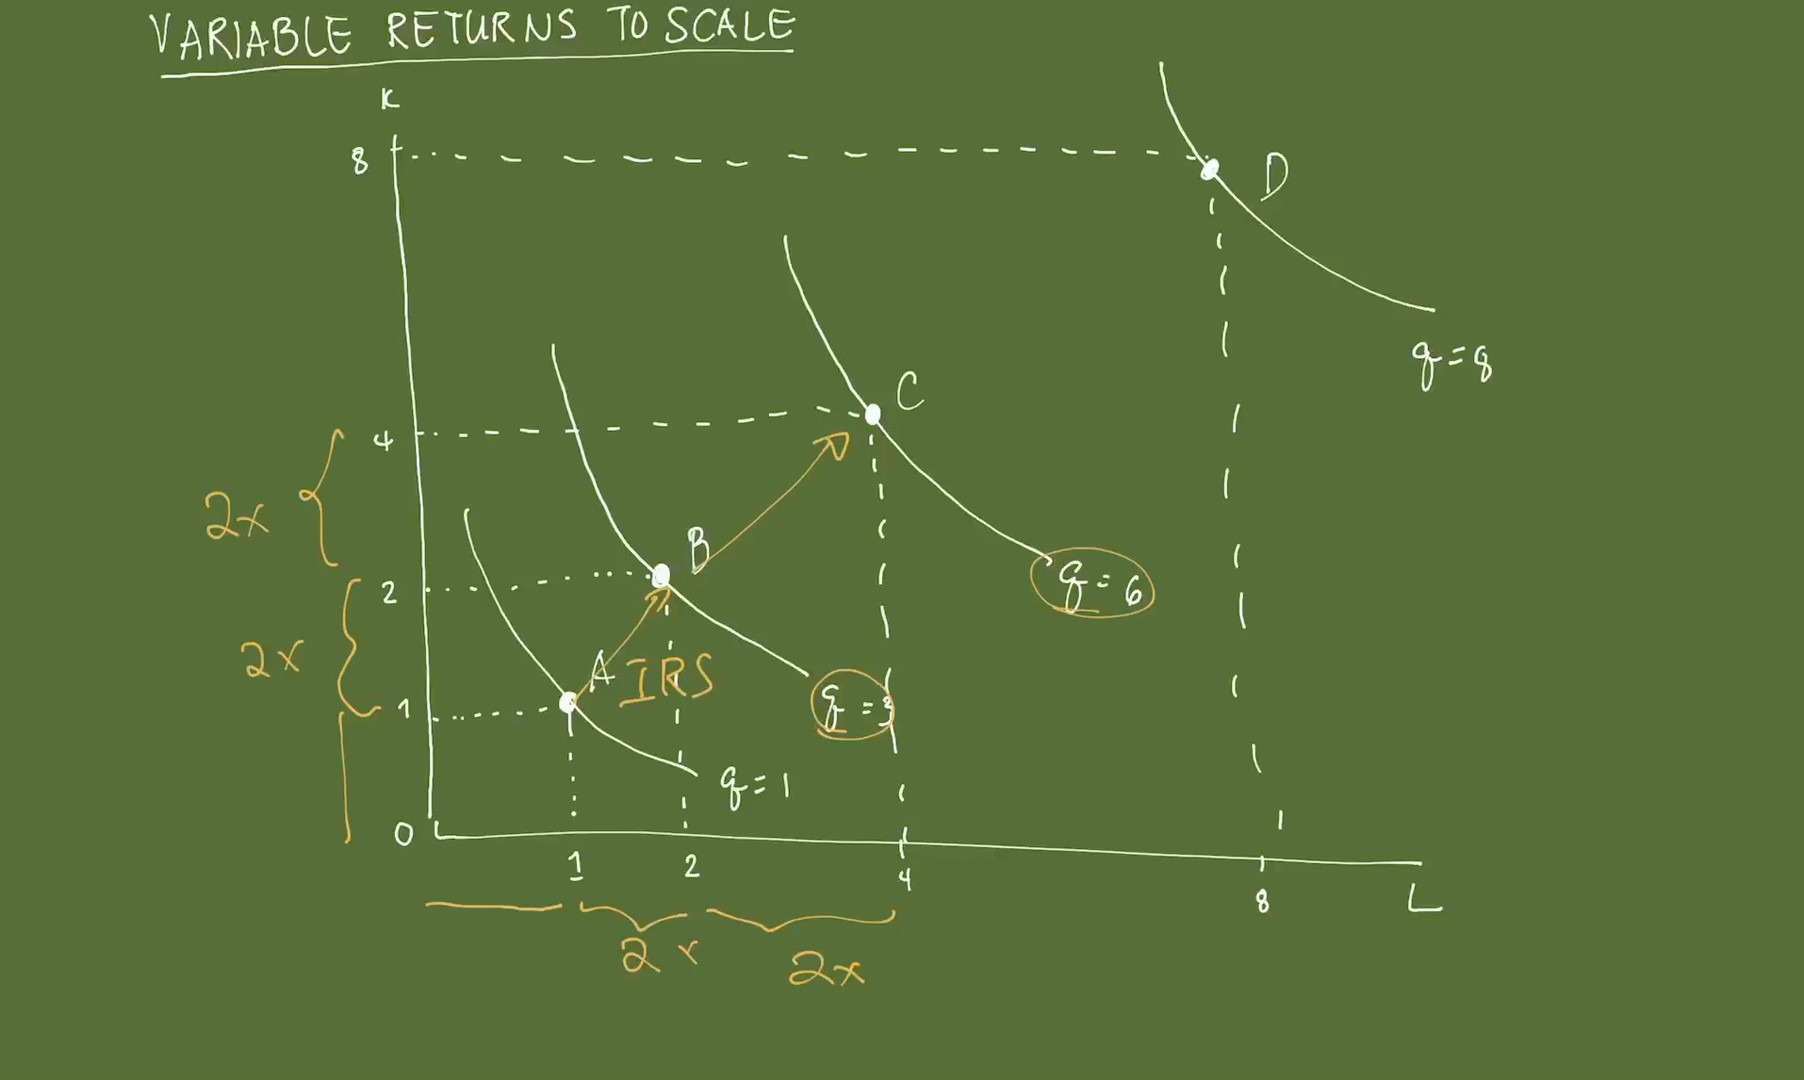 VARIABLE RETURNS TO SCALE
K
8
D
q = 8
C
4
2x
B
2
q = 6
2x
A IRS
1
q = 3
q = 1
0
1 2 4 8 L
2x 2x